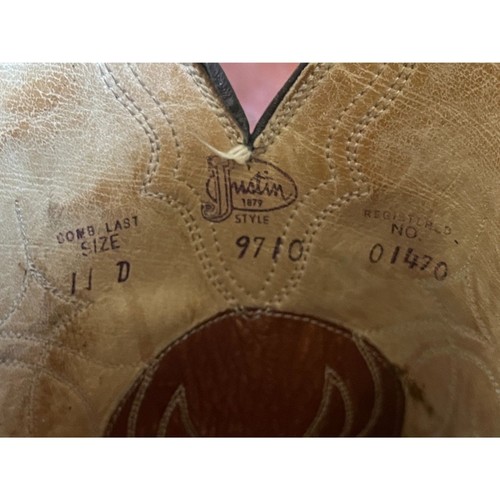 Justin
1879
STYLE
9710
COMB LAST
SIZE
11 D
REGISTERED
NO.
01470